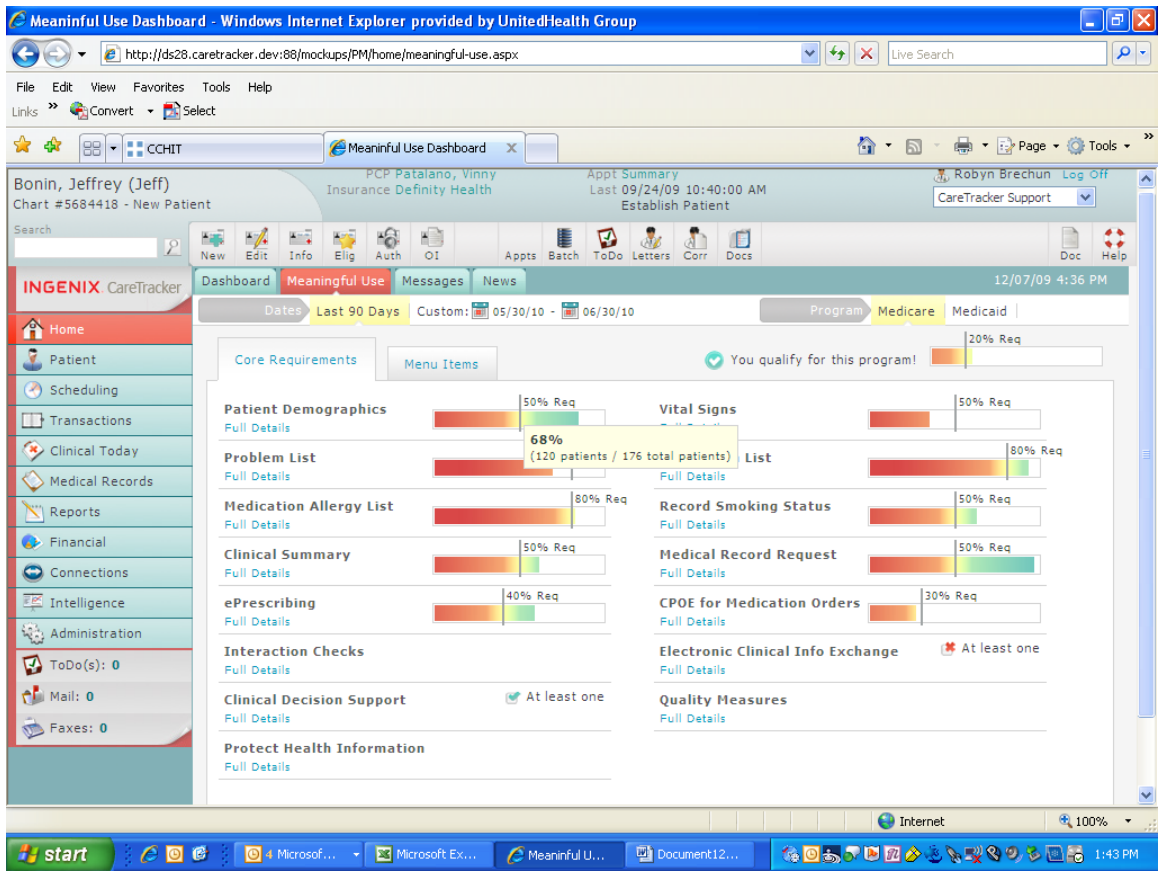 Meaninful Use Dashboard - Windows Internet Explorer provided by UnitedHealth Group
http://ds28.caretracker.dev:88/mockups/PM/home/meaningful-use.aspx
Live Search
File Edit View Favorites Tools Help
Links » Convert Select
CCHIT
Meaninful Use Dashboard X
Page Tools »
Bonin, Jeffrey (Jeff)
Chart #5684418 - New Patient
PCP Patalano, Vinny
Insurance Definity Health
Appt Summary
Last 09/24/09 10:40:00 AM
Establish Patient
Robyn Brechun Log Off
CareTracker Support
Search
New Edit Info Elig Auth OI Appts Batch ToDo Letters Corr Docs Doc Help
INGENIX CareTracker
Dashboard Meaningful Use Messages News 12/07/09 4:36 PM
Dates Last 90 Days Custom: 05/30/10 - 06/30/10 Program Medicare Medicaid
Home
Patient
Scheduling
Transactions
Clinical Today
Medical Records
Reports
Financial
Connections
Intelligence
Administration
ToDo(s): 0
Mail: 0
Faxes: 0
Core Requirements Menu Items You qualify for this program! 20% Req
Patient Demographics 50% Req
Full Details
68%
(120 patients / 176 total patients)
Vital Signs 50% Req
Problem List
Full Details
List 80% Req
Full Details
Medication Allergy List 80% Req
Full Details
Record Smoking Status 50% Req
Full Details
Clinical Summary 50% Req
Full Details
Medical Record Request 50% Req
Full Details
ePrescribing 40% Req
Full Details
CPOE for Medication Orders 30% Req
Full Details
Interaction Checks
Full Details
Electronic Clinical Info Exchange At least one
Full Details
Clinical Decision Support At least one
Full Details
Quality Measures
Full Details
Protect Health Information
Full Details
Internet 100%
start 4 Microsof... Microsoft Ex... Meaninful U... Document12... 1:43 PM